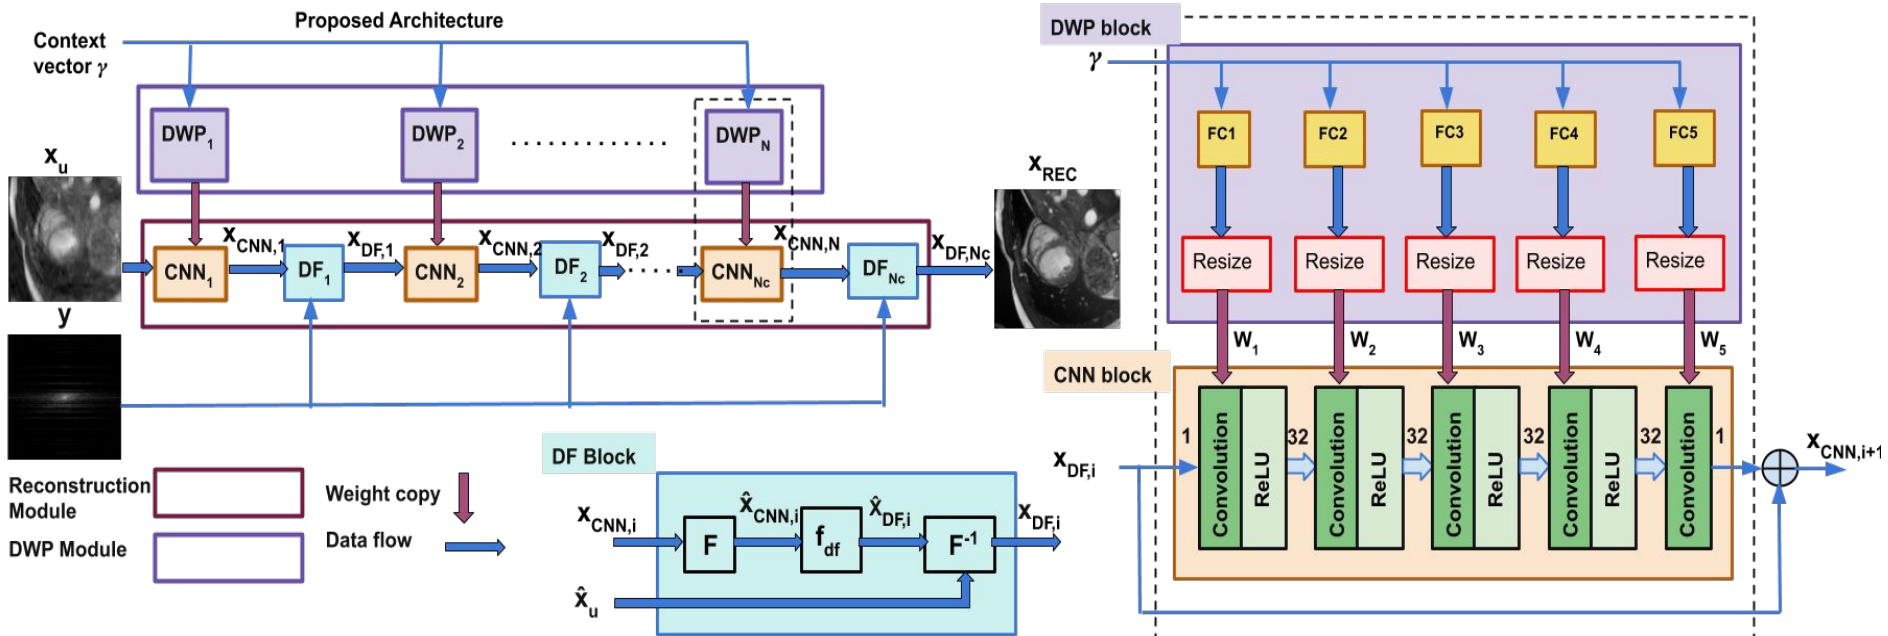 Proposed Architecture
Context
vector γ
DWP1
DWP2
.............
DWPN
xu
xREC
CNN1
xCNN,1
DF1
xDF,1
CNN2
xCNN,2
DF2
xDF,2
.....
CNNNc
xCNN,N
DFNc
xDF,Nc
y
Reconstruction
Module
DWP Module
Weight copy
Data flow
DF Block
xCNN,i
F
x̂CNN,i
fdf
x̂DF,i
F-1
xDF,i
x̂u
DWP block
γ
FC1 FC2 FC3 FC4 FC5
Resize Resize Resize Resize Resize
W1 W2 W3 W4 W5
CNN block
xDF,i
1
Convolution
ReLU
32
Convolution
ReLU
32
Convolution
ReLU
32
Convolution
ReLU
32
Convolution
1
xCNN,i+1